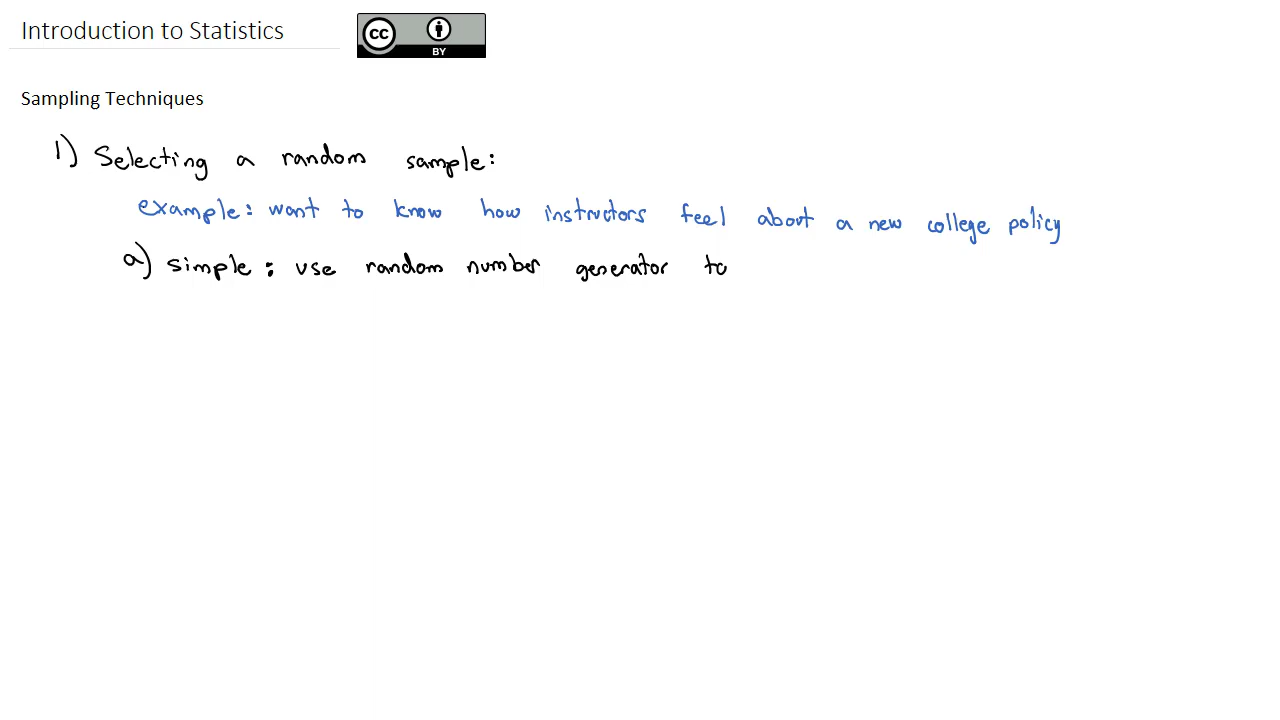 Introduction to Statistics
cc BY
Sampling Techniques
1) Selecting a random sample:
example: want to know how instructors feel about a new college policy
a) simple: use random number generator to